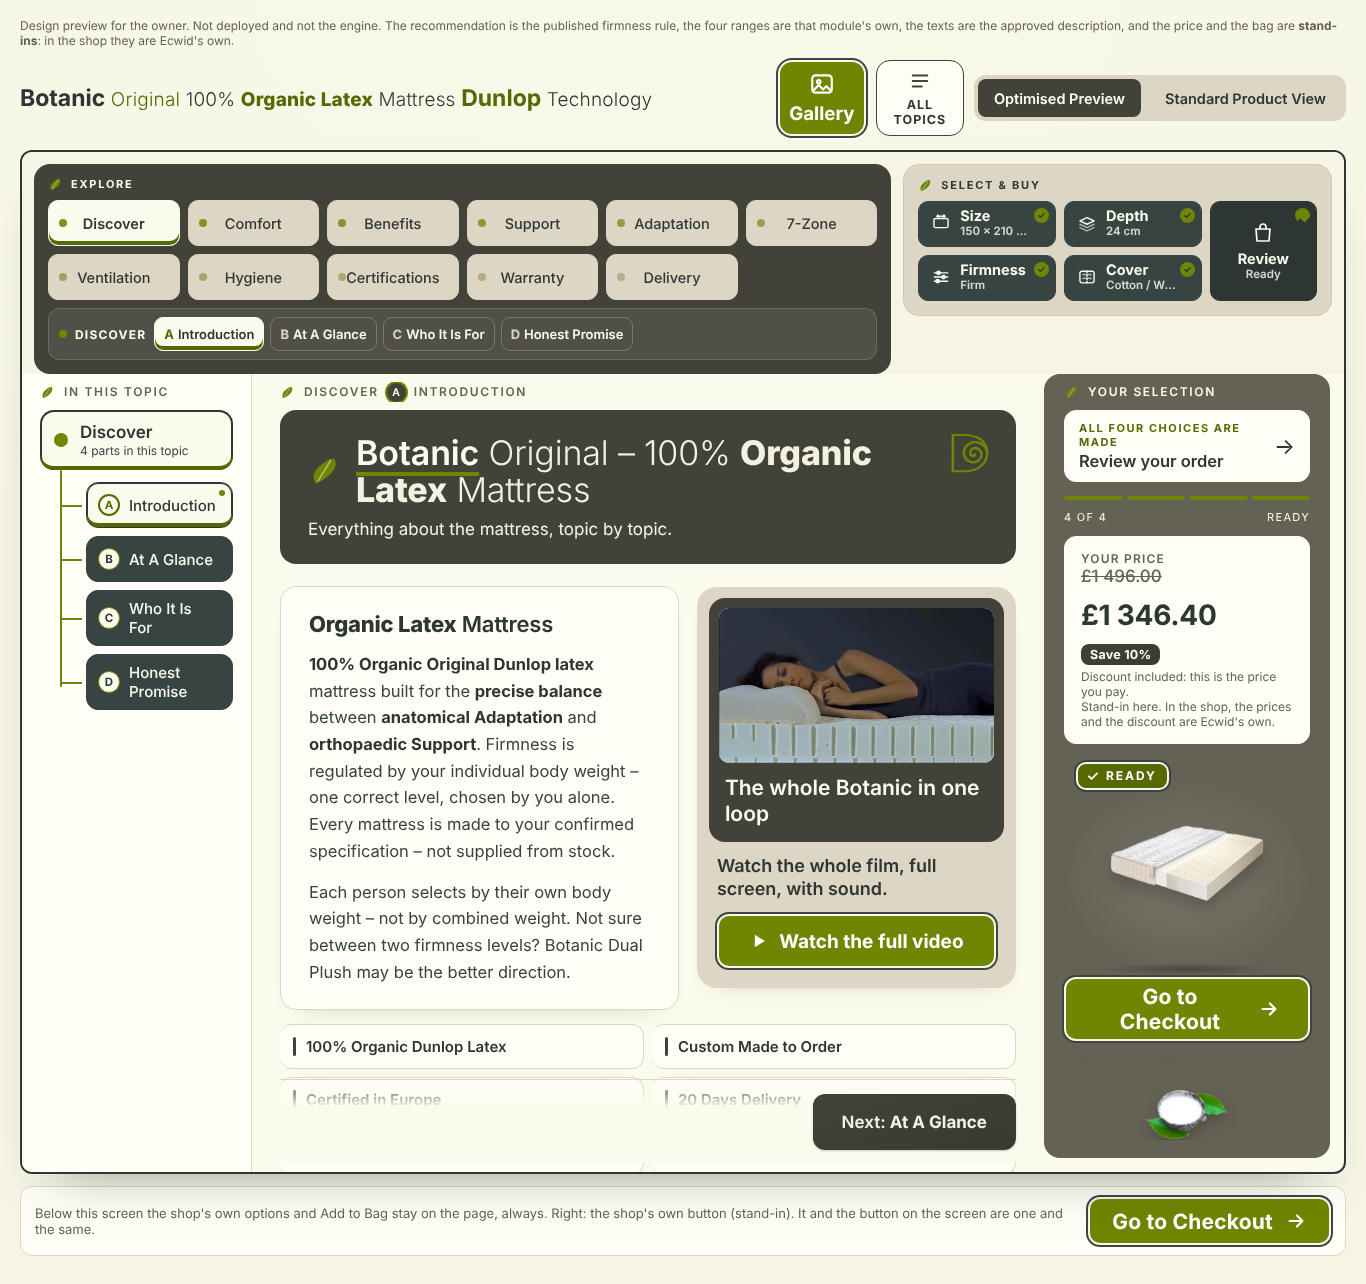 Design preview for the owner. Not deployed and not the engine. The recommendation is the published firmness rule, the four ranges are that module's own, the texts are the approved description, and the price and the bag are stand-
ins: in the shop they are Ecwid's own.
Botanic Original 100% Organic Latex Mattress Dunlop Technology
Gallery
ALL
TOPICS
Optimised Preview
Standard Product View
EXPLORE
Discover
Comfort
Benefits
Support
Adaptation
7-Zone
Ventilation
Hygiene
Certifications
Warranty
Delivery
DISCOVER
A Introduction
B At A Glance
C Who It Is For
D Honest Promise
SELECT & BUY
Size
150 × 210 ...
Depth
24 cm
Firmness
Firm
Cover
Cotton / W...
Review
Ready
IN THIS TOPIC
Discover
4 parts in this topic
A Introduction
B At A Glance
C Who It Is
For
D Honest
Promise
DISCOVER A INTRODUCTION
Botanic Original – 100% Organic
Latex Mattress
Everything about the mattress, topic by topic.
Organic Latex Mattress
100% Organic Original Dunlop latex
mattress built for the precise balance
between anatomical Adaptation and
orthopaedic Support. Firmness is
regulated by your individual body weight –
one correct level, chosen by you alone.
Every mattress is made to your confirmed
specification – not supplied from stock.
Each person selects by their own body
weight – not by combined weight. Not sure
between two firmness levels? Botanic Dual
Plush may be the better direction.
The whole Botanic in one
loop
Watch the whole film, full
screen, with sound.
Watch the full video
100% Organic Dunlop Latex
Custom Made to Order
Certified in Europe
20 Days Delivery
Next: At A Glance
YOUR SELECTION
ALL FOUR CHOICES ARE
MADE
Review your order
4 OF 4
READY
YOUR PRICE
£1 496.00
£1 346.40
Save 10%
Discount included: this is the price
you pay.
Stand-in here. In the shop, the prices
and the discount are Ecwid's own.
READY
Go to
Checkout
Below this screen the shop's own options and Add to Bag stay on the page, always. Right: the shop's own button (stand-in). It and the button on the screen are one and
the same.
Go to Checkout